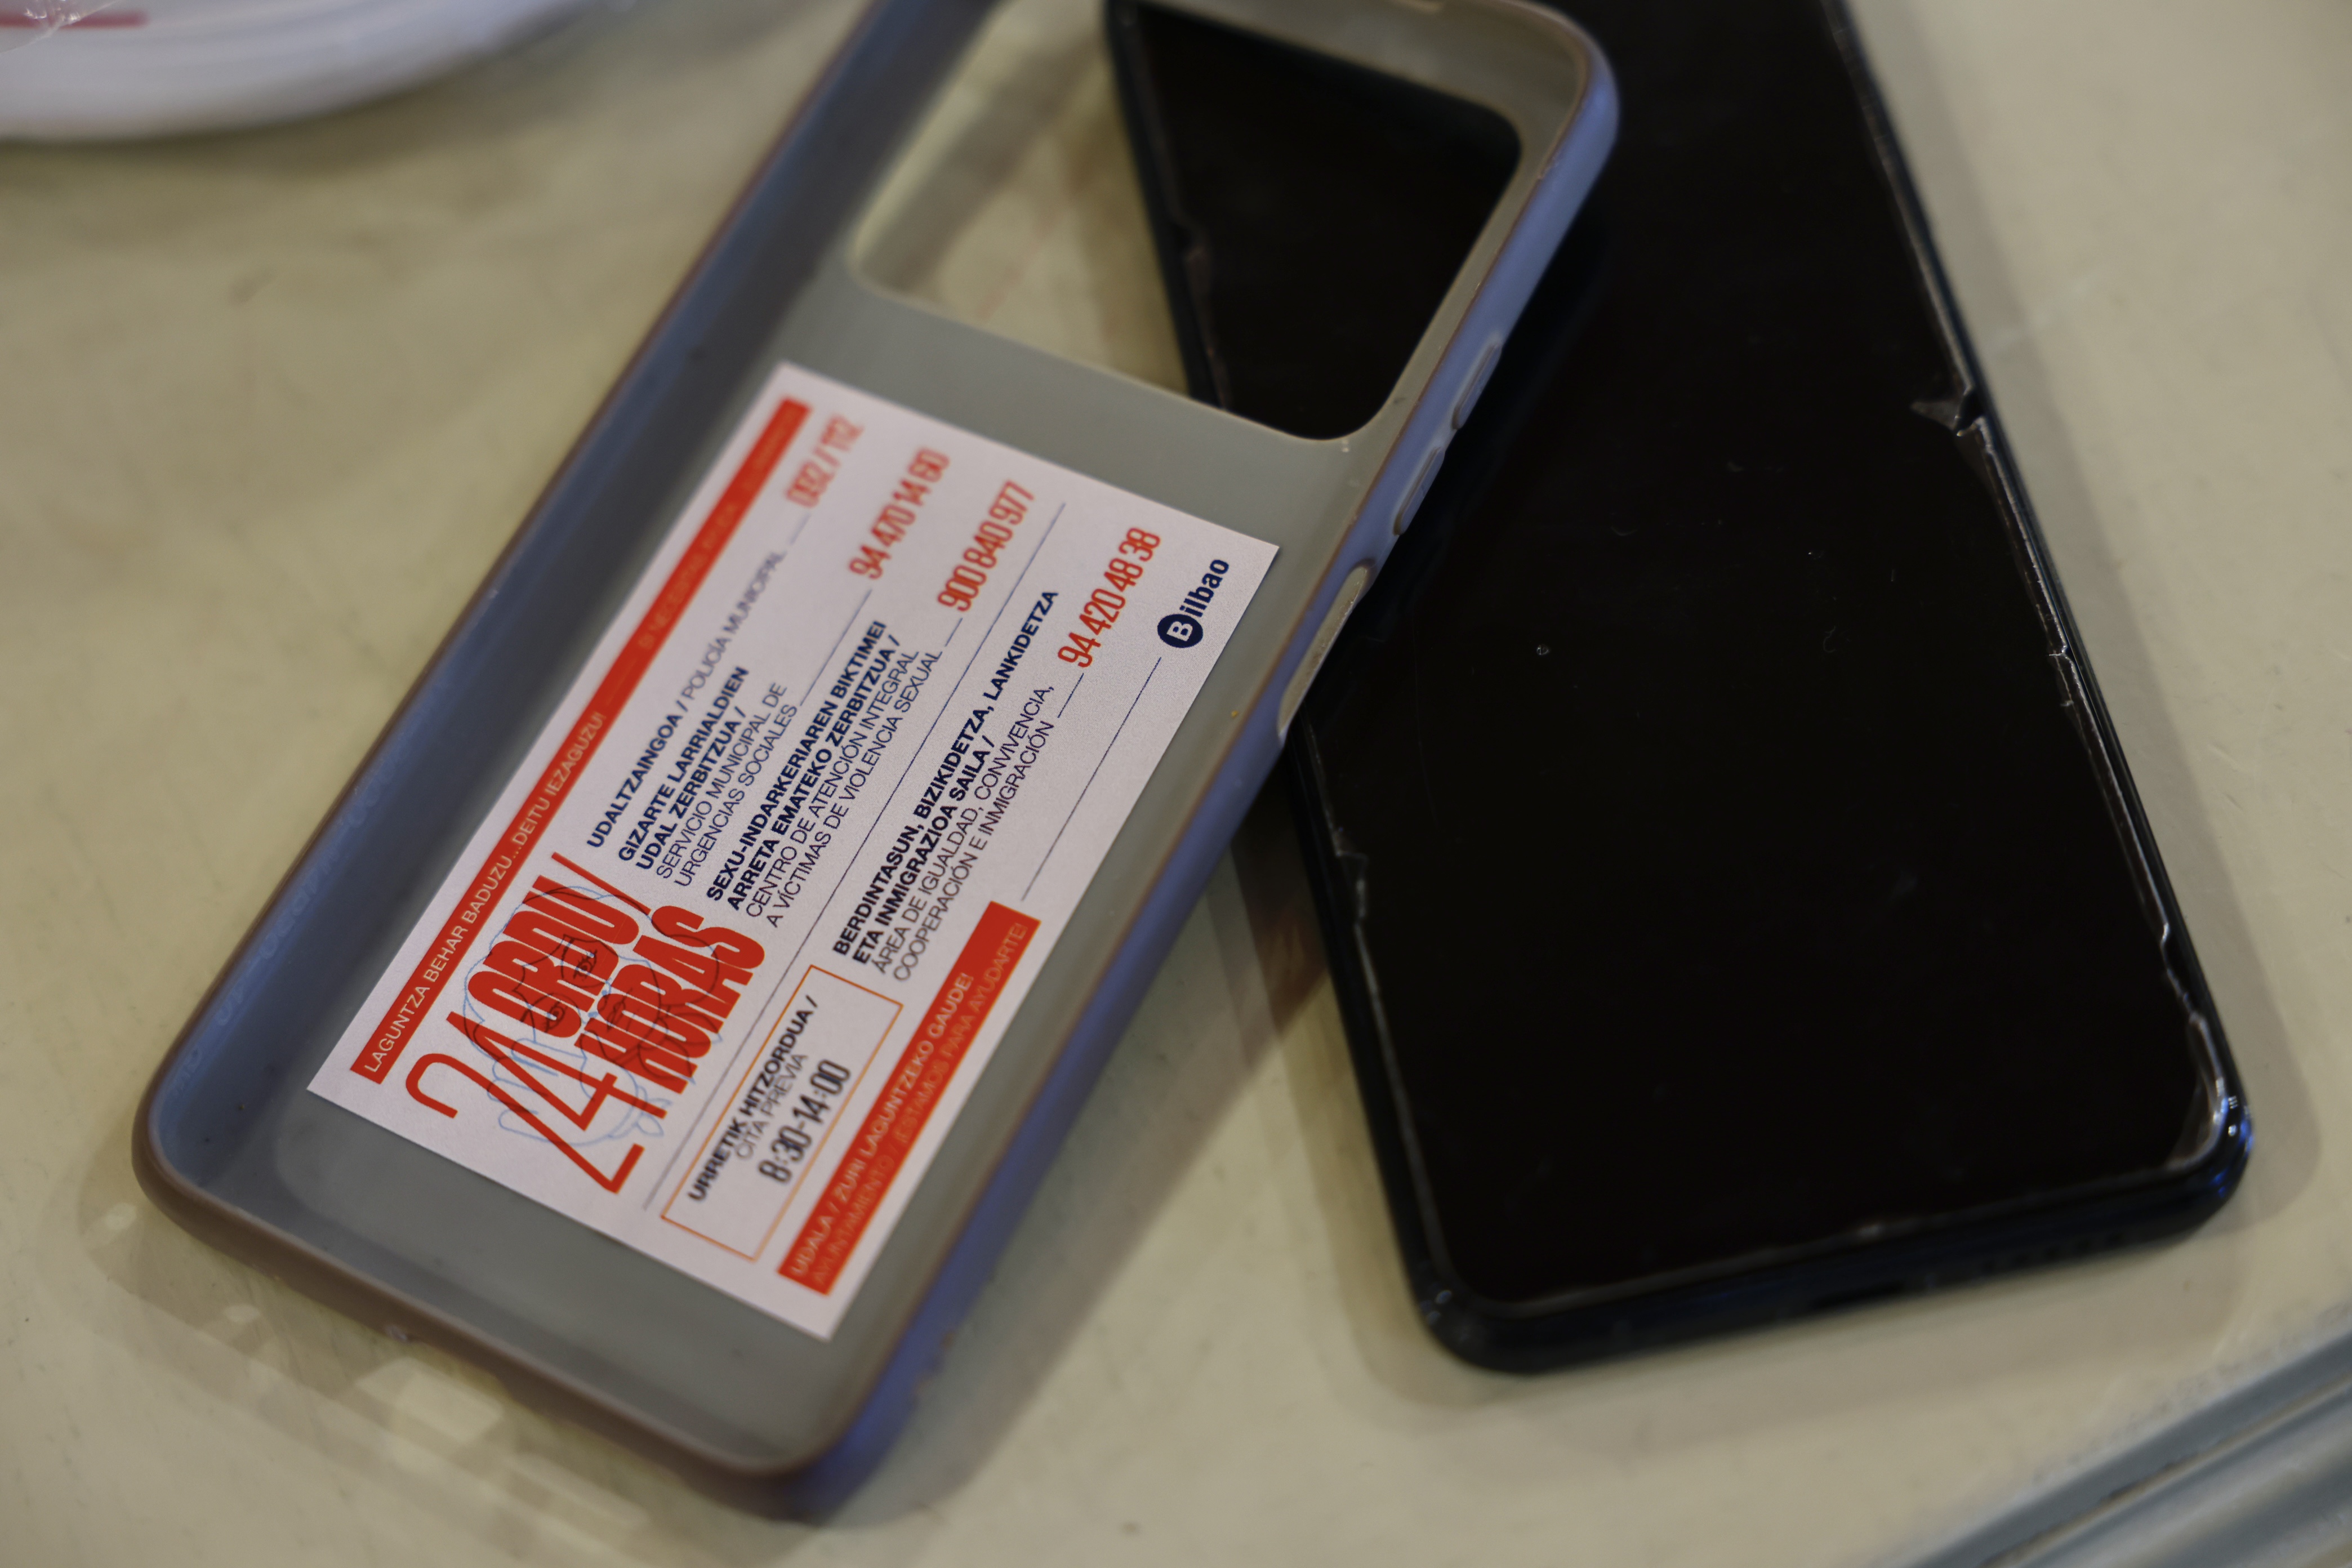 LAGUNTZA BEHAR BADUZU...DEITU IEZAGUZU!
24 ORDU/
24 HORAS
UDALTZAINGOA / POLICÍA MUNICIPAL 092 / 112
GIZARTE LARRIALDIEN
UDAL ZERBITZUA /
SERVICIO MUNICIPAL DE
URGENCIAS SOCIALES 94 470 14 60
SEXU-INDARKERIAREN BIKTIMEI
ARRETA EMATEKO ZERBITZUA /
CENTRO DE ATENCIÓN INTEGRAL
A VÍCTIMAS DE VIOLENCIA SEXUAL 900 840 977
URRETIK HITZORDUA /
CITA PREVIA
8:30-14:00
BERDINTASUN, BIZIKIDETZA, LANKIDETZA
ETA INMIGRAZIOA SAILA /
ÁREA DE IGUALDAD, CONVIVENCIA,
COOPERACIÓN E INMIGRACIÓN 94 420 48 38
UDALA / ZURI LAGUNTZEKO GAUDE!
AYUNTAMIENTO / ¡ESTAMOS PARA AYUDARTE!
Bilbao